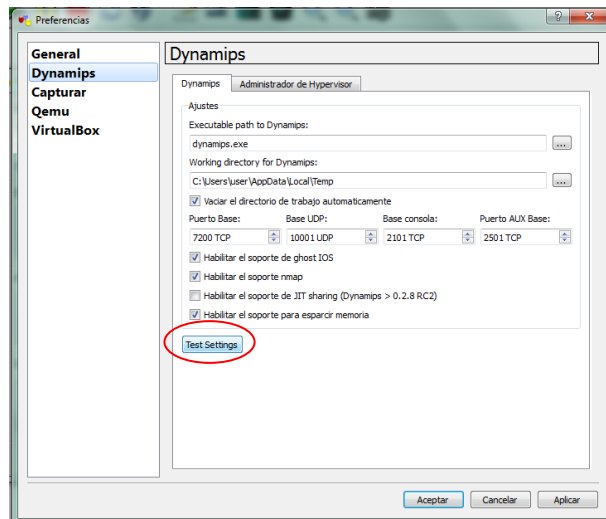 Preferencias
General
Dynamips
Capturar
Qemu
VirtualBox
Dynamips
Dynamips Administrador de Hypervisor
Ajustes
Executable path to Dynamips:
dynamips.exe ...
Working directory for Dynamips:
C:\Users\user\AppData\Local\Temp ...
Vaciar el directorio de trabajo automaticamente
Puerto Base: Base UDP: Base consola: Puerto AUX Base:
7200 TCP 10001 UDP 2101 TCP 2501 TCP
Habilitar el soporte de ghost IOS
Habilitar el soporte nmap
Habilitar el soporte de JIT sharing (Dynamips > 0.2.8 RC2)
Habilitar el soporte para esparcir memoria
Test Settings
Aceptar Cancelar Aplicar